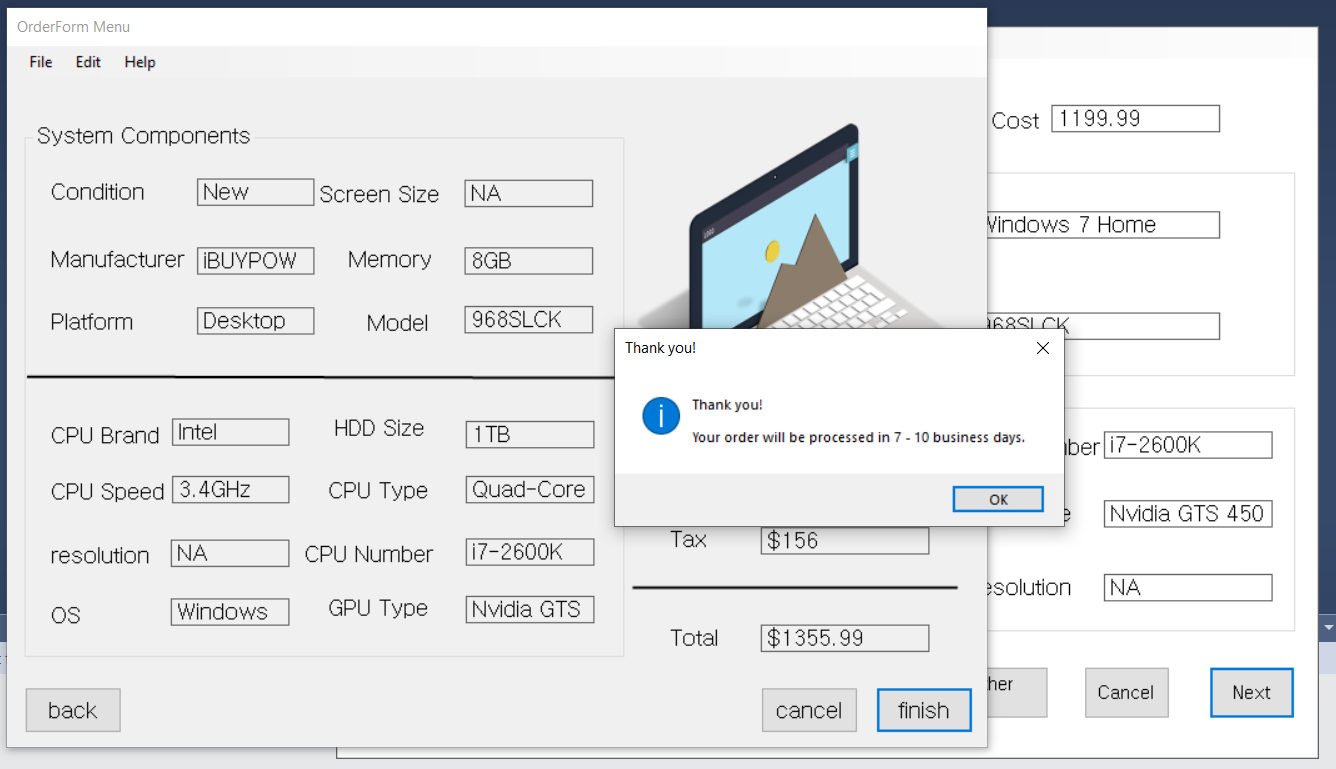 OrderForm Menu
File Edit Help
Cost 1199.99
System Components
Condition New Screen Size NA
Windows 7 Home
Manufacturer iBUYPOW Memory 8GB
Platform Desktop Model 968SLCK
968SLCK
Thank you!
Thank you!
Your order will be processed in 7 - 10 business days.
OK
CPU Brand Intel HDD Size 1TB
ber i7-2600K
CPU Speed 3.4GHz CPU Type Quad-Core
e Nvidia GTS 450
Tax $156
resolution NA CPU Number i7-2600K
esolution NA
OS Windows GPU Type Nvidia GTS
Total $1355.99
back cancel finish
her Cancel Next